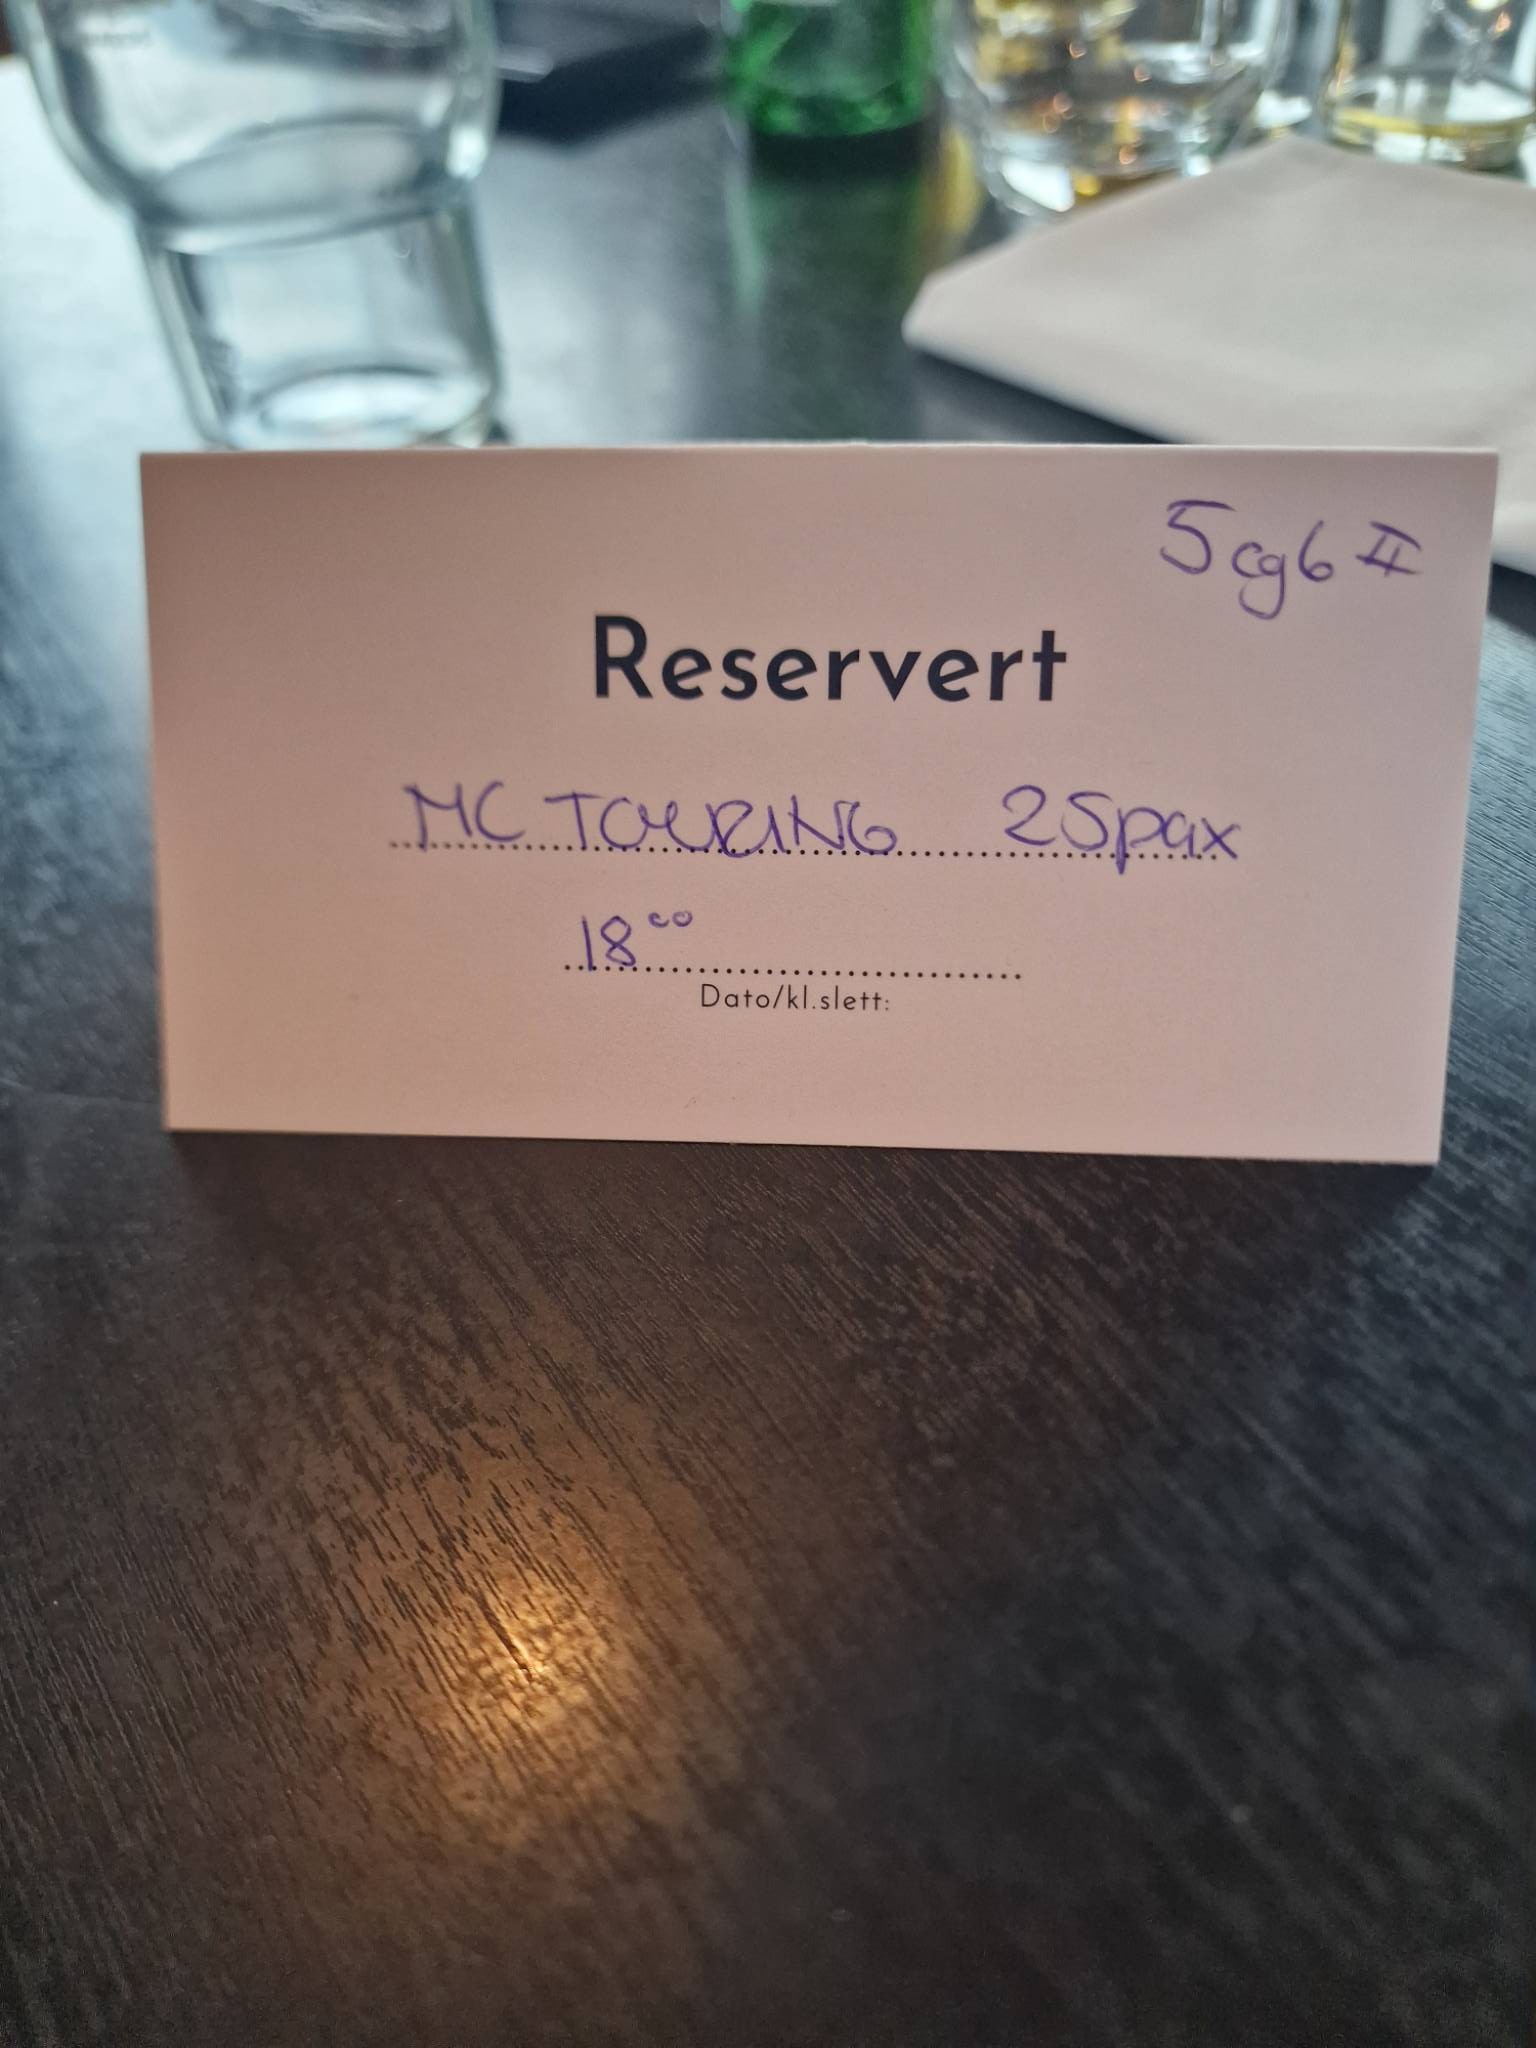 5 og 6 II
Reservert
MC TOURING 25pax
18⁰⁰
Dato/kl.slett: